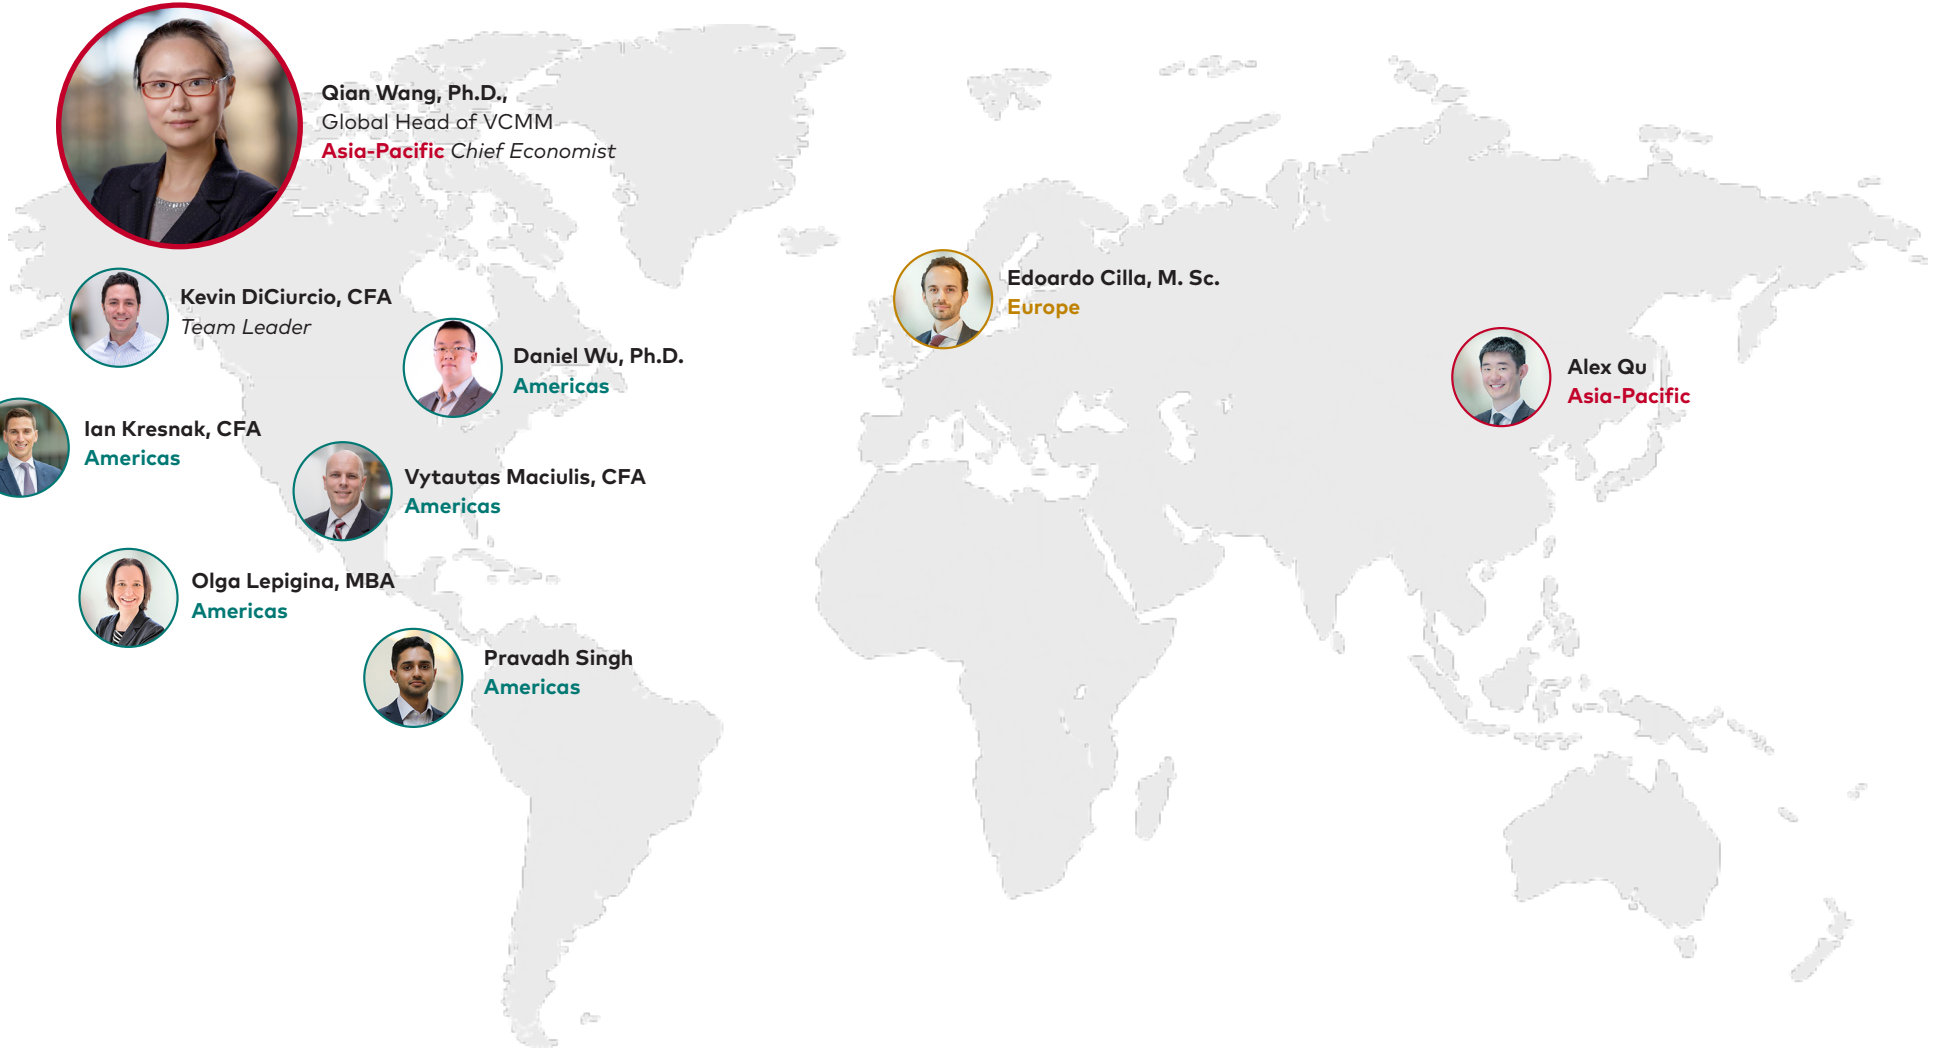 Qian Wang, Ph.D.,
Global Head of VCMM
Asia-Pacific Chief Economist
Kevin DiCiurcio, CFA
Team Leader
Daniel Wu, Ph.D.
Americas
Ian Kresnak, CFA
Americas
Vytautas Maciulis, CFA
Americas
Olga Lepigina, MBA
Americas
Pravadh Singh
Americas
Edoardo Cilla, M. Sc.
Europe
Alex Qu
Asia-Pacific